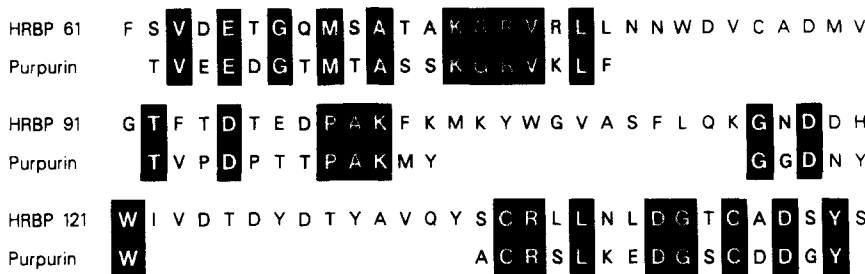 HRBP 61 F S V D E T G Q M S A T A K G R V R L L N N W D V C A D M V
Purpurin T V E E D G T M T A S S K G R V K L F
HRBP 91 G T F T D T E D P A K F K M K Y W G V A S F L Q K G N D D H
Purpurin T V P D P T T P A K M Y G G D N Y
HRBP 121 W I V D T D Y D T Y A V Q Y S C R L L N L D G T C A D S Y S
Purpurin W A C R S L K E D G S C D D G Y